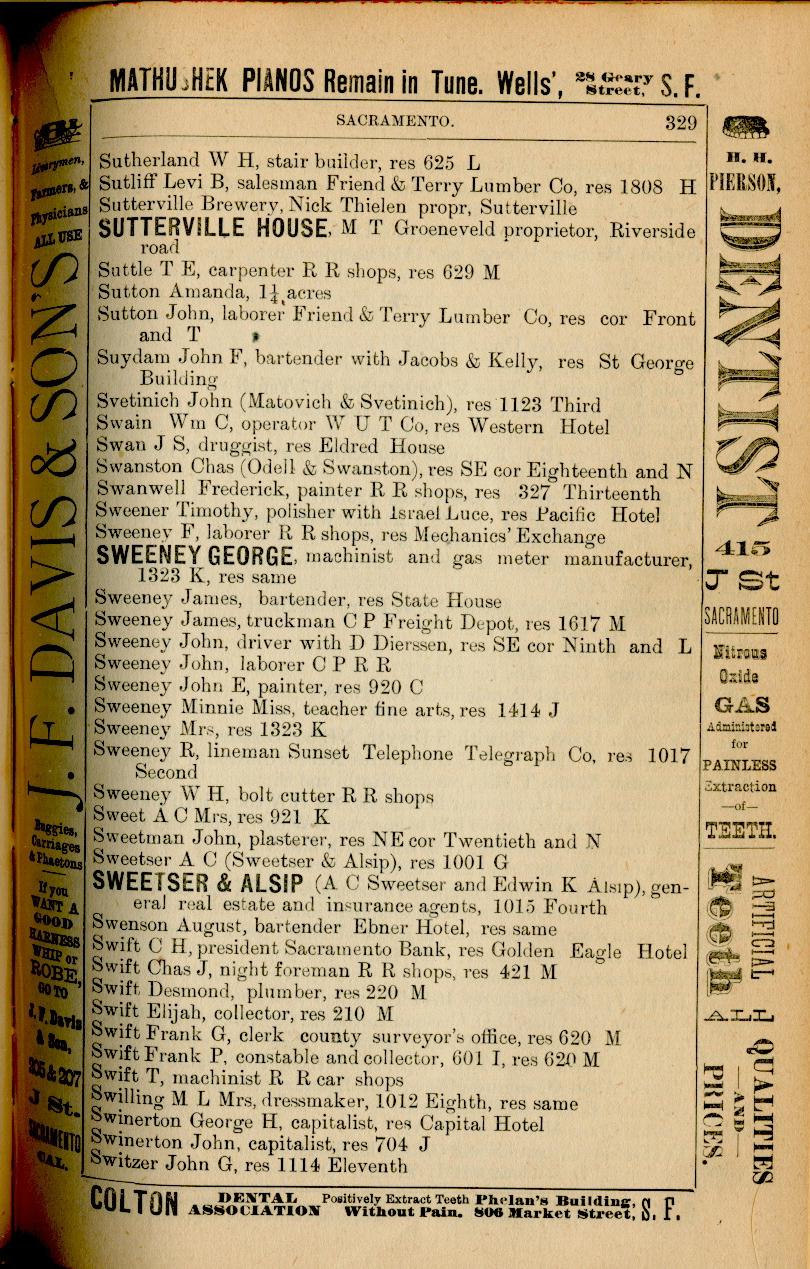 MATHUSHEK PIANOS Remain in Tune. Wells', 28 Geary Street, S. F.
SACRAMENTO. 329
Sutherland W H, stair builder, res 625 L
Sutliff Levi B, salesman Friend & Terry Lumber Co, res 1808 H
Sutterville Brewery, Nick Thielen propr, Sutterville
SUTTERVILLE HOUSE, M T Groeneveld proprietor, Riverside
road
Suttle T E, carpenter R R shops, res 629 M
Sutton Amanda, 1¼ acres
Sutton John, laborer Friend & Terry Lumber Co, res cor Front
and T
Suydam John F, bartender with Jacobs & Kelly, res St George
Building
Svetinich John (Matovich & Svetinich), res 1123 Third
Swain Wm C, operator W U T Co, res Western Hotel
Swan J S, druggist, res Eldred House
Swanston Chas (Odell & Swanston), res SE cor Eighteenth and N
Swanwell Frederick, painter R R shops, res 327 Thirteenth
Sweener Timothy, polisher with Israel Luce, res Pacific Hotel
Sweeney F, laborer R R shops, res Mechanics' Exchange
SWEENEY GEORGE, machinist and gas meter manufacturer,
1323 K, res same
Sweeney James, bartender, res State House
Sweeney James, truckman C P Freight Depot, res 1617 M
Sweeney John, driver with D Dierssen, res SE cor Ninth and L
Sweeney John, laborer C P R R
Sweeney John E, painter, res 920 C
Sweeney Minnie Miss, teacher fine arts, res 1414 J
Sweeney Mrs, res 1323 K
Sweeney R, lineman Sunset Telephone Telegraph Co, res 1017
Second
Sweeney W H, bolt cutter R R shops
Sweet A C Mrs, res 921 K
Sweetman John, plasterer, res NE cor Twentieth and N
Sweetser A C (Sweetser & Alsip), res 1001 G
SWEETSER & ALSIP (A C Sweetser and Edwin K Alsip), gen-
eral real estate and insurance agents, 1015 Fourth
Swenson August, bartender Ebner Hotel, res same
Swift C H, president Sacramento Bank, res Golden Eagle Hotel
Swift Chas J, night foreman R R shops, res 421 M
Swift Desmond, plumber, res 220 M
Swift Elijah, collector, res 210 M
Swift Frank G, clerk county surveyor's office, res 620 M
Swift Frank P, constable and collector, 601 I, res 620 M
Swift T, machinist R R car shops
Swilling M L Mrs, dressmaker, 1012 Eighth, res same
Swinerton George H, capitalist, res Capital Hotel
Swinerton John, capitalist, res 704 J
Switzer John G, res 1114 Eleventh
COLTON DENTAL ASSOCIATION Positively Extract Teeth Without Pain. Phelan's Building, 806 Market Street, S. F.
Liverymen,
Farmers, &
Physicians
ALL USE
J. F. DAVIS & SON'S
Buggies,
Carriages
& Phaetons
If you
WANT A
GOOD
HARNESS
WHIP or
ROBE,
GO TO
J. F. Davis
& Son,
205 & 207
J St.
SACRAMENTO
CAL.
H. H.
PIERSON,
DENTIST
415
J St
SACRAMENTO
Nitrous
Oxide
GAS
Administered
for
PAINLESS
Extraction
—of—
TEETH.
ARTIFICIAL
Teeth
ALL
QUALITIES
—AND—
PRICES.